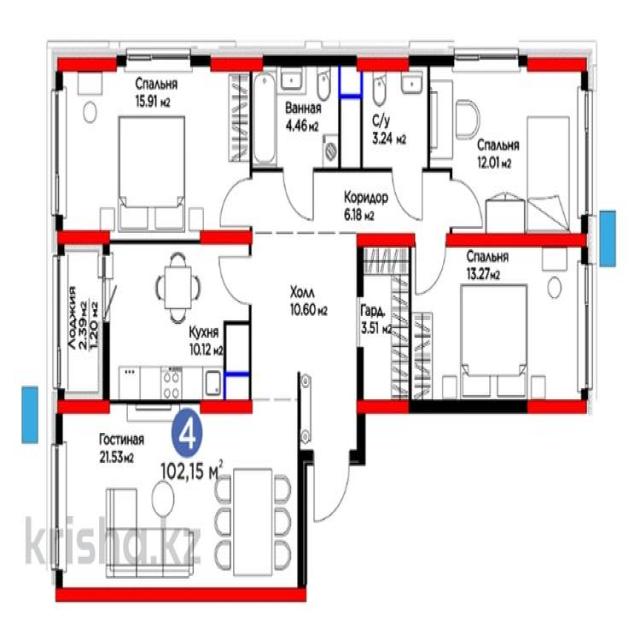 Спальня
15.91 м2
Ванная
4.46 м2
С/у
3.24 м2
Спальня
12.01 м2
Коридор
6.18 м2
Спальня
13.27 м2
Лоджия
2.39 м2
1.20 м2
Кухня
10.12 м2
Холл
10.60 м2
Гард.
3.51 м2
Гостиная
21.53 м2
4
102,15 м2
krisha.kz